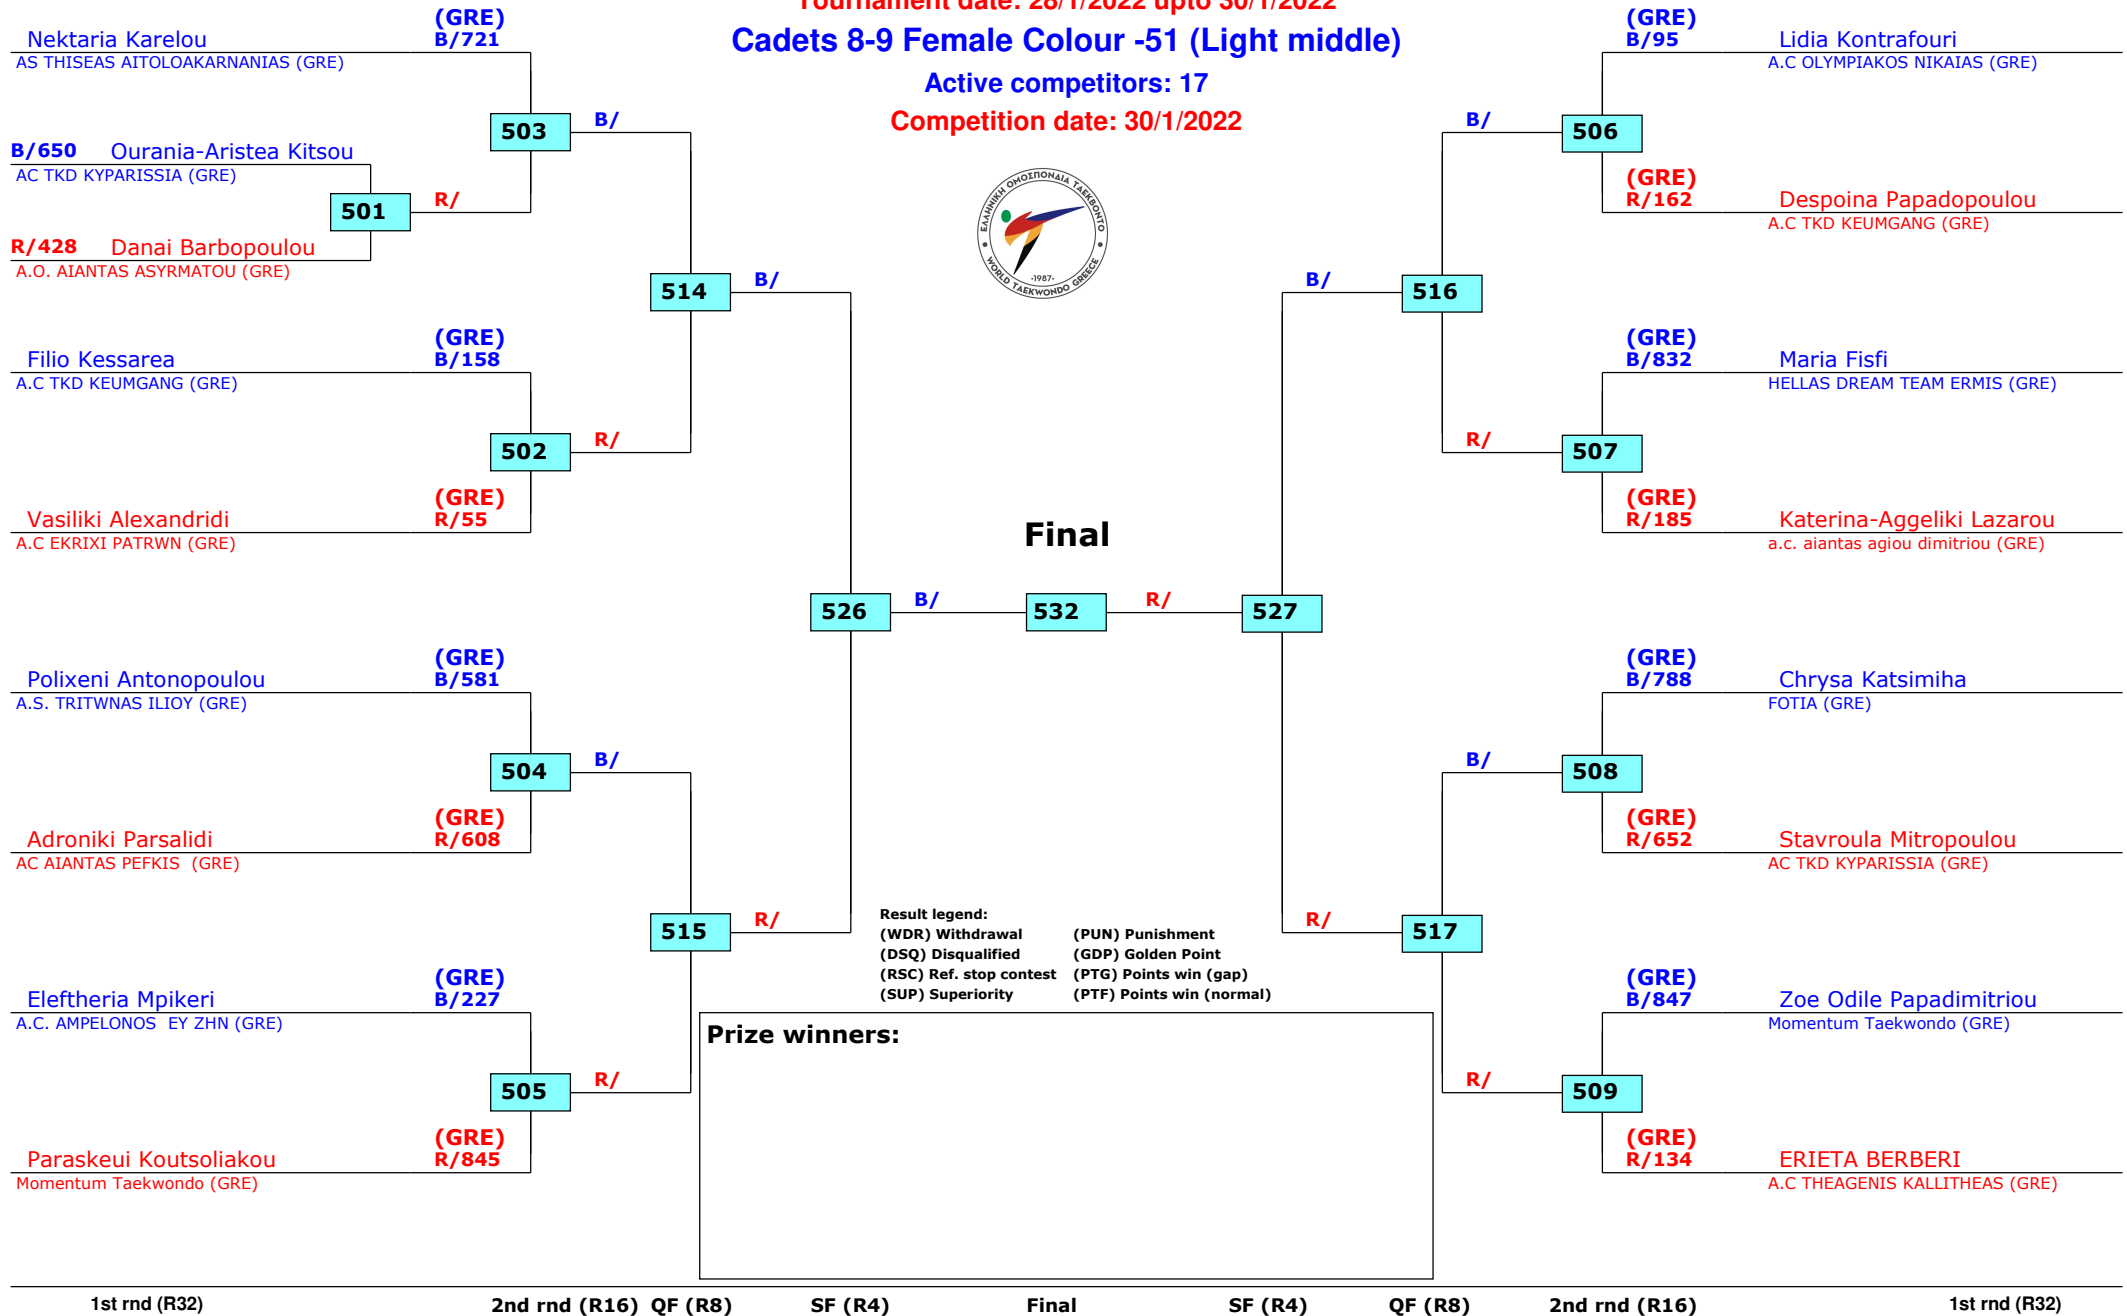 Tournament date: 28/1/2022 upto 30/1/2022
Cadets 8-9 Female Colour -51 (Light middle)
Active competitors: 17
Competition date: 30/1/2022
ΕΛΛΗΝΙΚΗ ΟΜΟΣΠΟΝΔΙΑ ΤΑΕΚΒΟΝΤΟ
·1987·
WORLD TAEKWONDO GREECE
(GRE)
Nektaria Karelou B/721
AS THISEAS AITOLOAKARNANIAS (GRE)
503 B/
B/650 Ourania-Aristea Kitsou
AC TKD KYPARISSIA (GRE)
501 R/
R/428 Danai Barbopoulou
A.O. AIANTAS ASYRMATOU (GRE)
514 B/
(GRE)
Filio Kessarea B/158
A.C TKD KEUMGANG (GRE)
502 R/
(GRE)
Vasiliki Alexandridi R/55
A.C EKRIXI PATRWN (GRE)
(GRE)
Polixeni Antonopoulou B/581
A.S. TRITWNAS ILIOY (GRE)
504 B/
(GRE)
Adroniki Parsalidi R/608
AC AIANTAS PEFKIS (GRE)
515 R/
(GRE)
Eleftheria Mpikeri B/227
A.C. AMPELONOS EY ZHN (GRE)
505 R/
(GRE)
Paraskeui Koutsoliakou R/845
Momentum Taekwondo (GRE)
Final
526 B/ 532 R/ 527
(GRE)
B/95 Lidia Kontrafouri
A.C OLYMPIAKOS NIKAIAS (GRE)
B/ 506
(GRE)
R/162 Despoina Papadopoulou
A.C TKD KEUMGANG (GRE)
B/ 516
(GRE)
B/832 Maria Fisfi
HELLAS DREAM TEAM ERMIS (GRE)
R/ 507
(GRE)
R/185 Katerina-Aggeliki Lazarou
a.c. aiantas agiou dimitriou (GRE)
(GRE)
B/788 Chrysa Katsimiha
FOTIA (GRE)
B/ 508
(GRE)
R/652 Stavroula Mitropoulou
AC TKD KYPARISSIA (GRE)
R/ 517
(GRE)
B/847 Zoe Odile Papadimitriou
Momentum Taekwondo (GRE)
R/ 509
(GRE)
R/134 ERIETA BERBERI
A.C THEAGENIS KALLITHEAS (GRE)
Result legend:
(WDR) Withdrawal (PUN) Punishment
(DSQ) Disqualified (GDP) Golden Point
(RSC) Ref. stop contest (PTG) Points win (gap)
(SUP) Superiority (PTF) Points win (normal)
Prize winners:
1st rnd (R32) 2nd rnd (R16) QF (R8) SF (R4) Final SF (R4) QF (R8) 2nd rnd (R16) 1st rnd (R32)